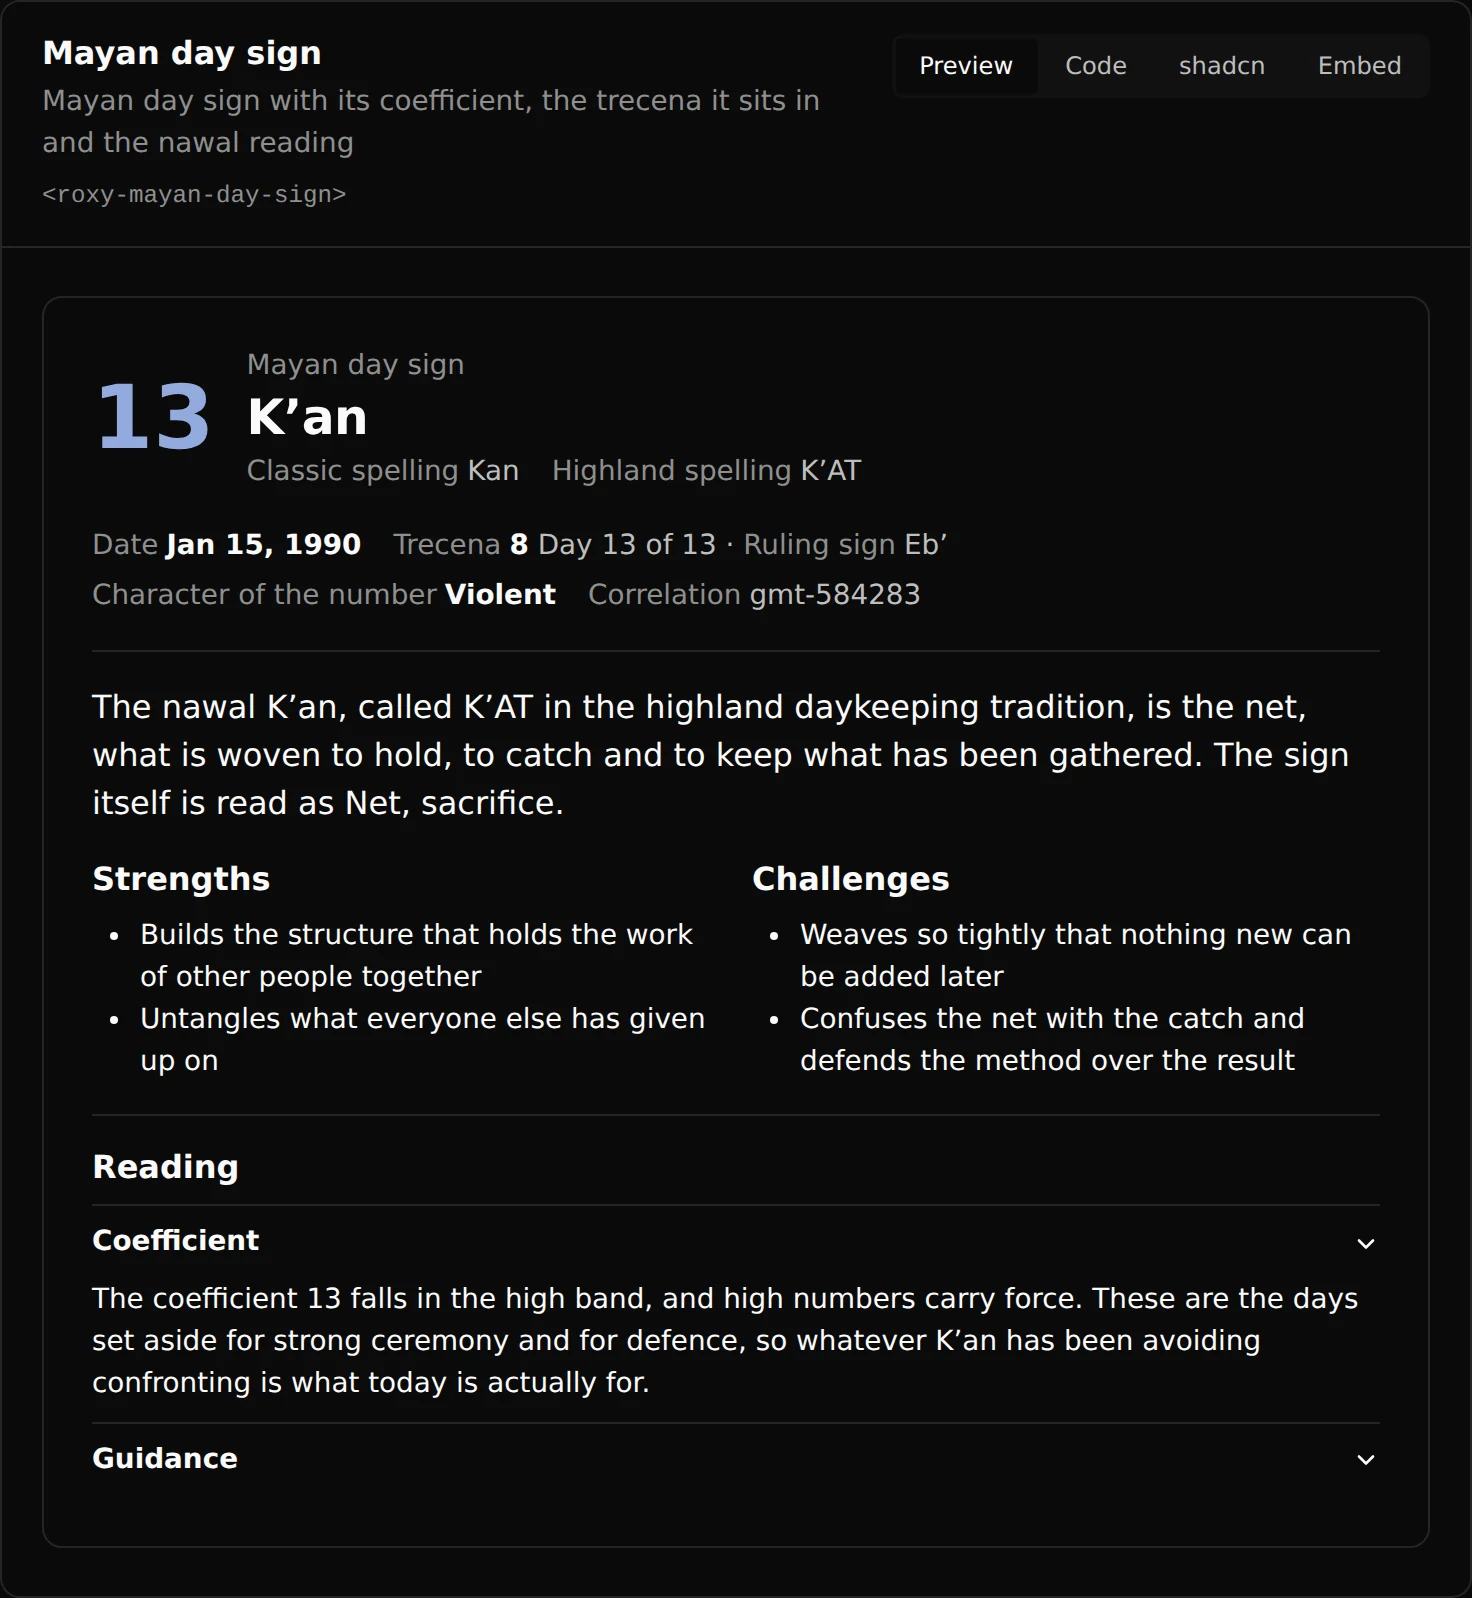 Mayan day sign
Preview Code shadcn Embed
Mayan day sign with its coefficient, the trecena it sits in
and the nawal reading
<roxy-mayan-day-sign>
13
Mayan day sign
K’an
Classic spelling Kan Highland spelling K’AT
Date Jan 15, 1990 Trecena 8 Day 13 of 13 · Ruling sign Eb’
Character of the number Violent Correlation gmt-584283
The nawal K’an, called K’AT in the highland daykeeping tradition, is the net,
what is woven to hold, to catch and to keep what has been gathered. The sign
itself is read as Net, sacrifice.
Strengths
Builds the structure that holds the work
of other people together
Untangles what everyone else has given
up on
Challenges
Weaves so tightly that nothing new can
be added later
Confuses the net with the catch and
defends the method over the result
Reading
Coefficient
The coefficient 13 falls in the high band, and high numbers carry force. These are the days
set aside for strong ceremony and for defence, so whatever K’an has been avoiding
confronting is what today is actually for.
Guidance